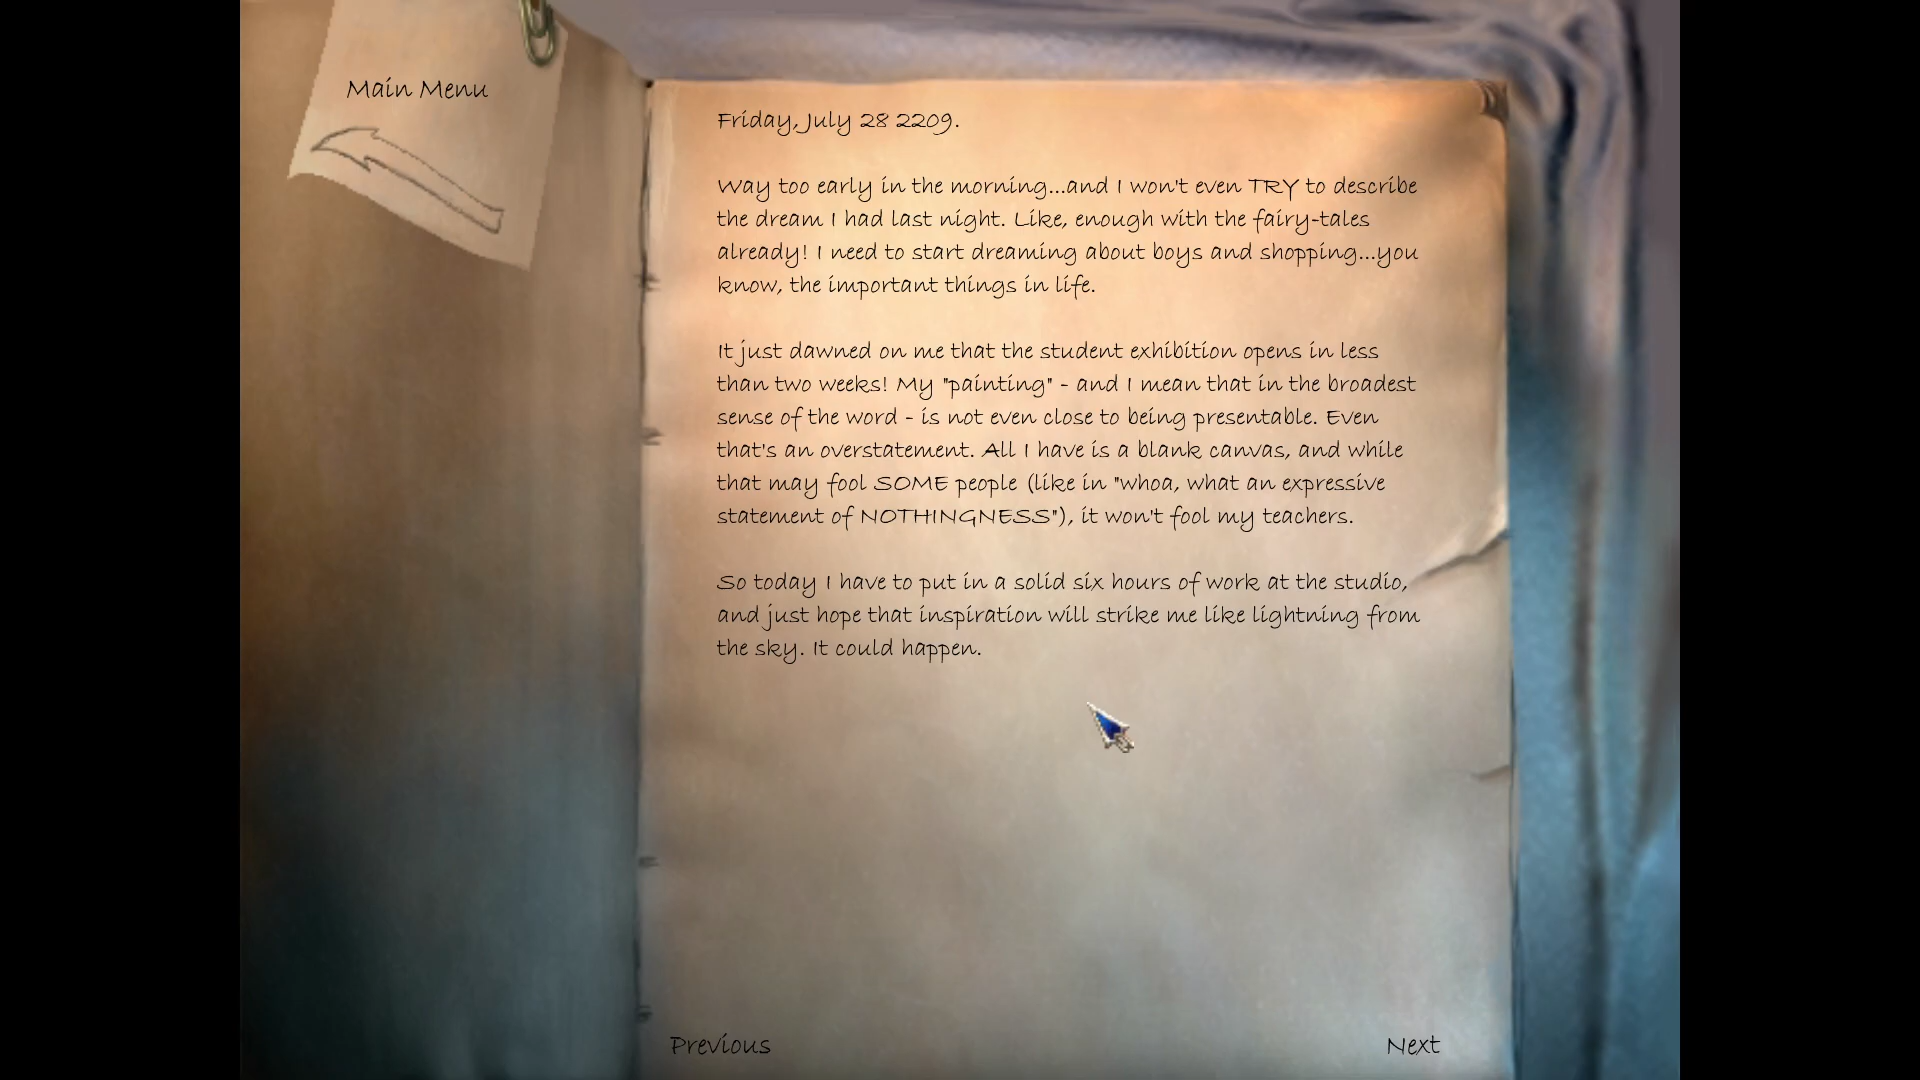 Main Menu
Friday, July 28 2209.
Way too early in the morning...and I won't even TRY to describe
the dream I had last night. Like, enough with the fairy-tales
already! I need to start dreaming about boys and shopping...you
know, the important things in life.
It just dawned on me that the student exhibition opens in less
than two weeks! My "painting" - and I mean that in the broadest
sense of the word - is not even close to being presentable. Even
that's an overstatement. All I have is a blank canvas, and while
that may fool SOME people (like in "whoa, what an expressive
statement of NOTHINGNESS"), it won't fool my teachers.
So today I have to put in a solid six hours of work at the studio,
and just hope that inspiration will strike me like lightning from
the sky. It could happen.
Previous
Next